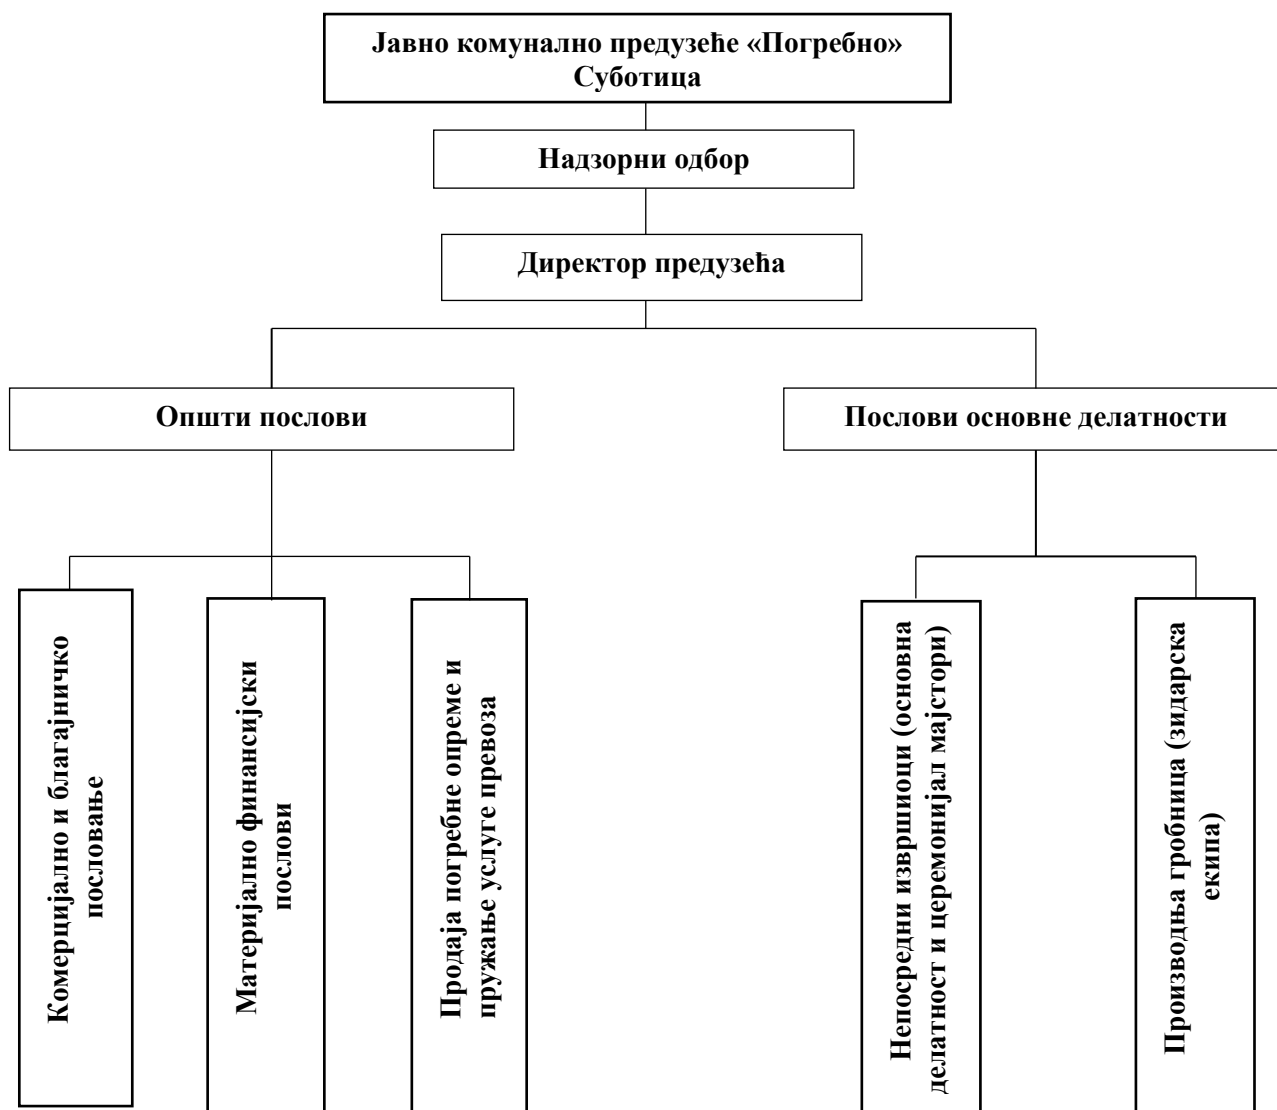 Јавно комунално предузеће «Погребно»
Суботица
Надзорни одбор
Директор предузећа
Општи послови
Послови основне делатности
Комерцијално и благајничко
пословање
Материјално финансијски
послови
Продаја погребне опреме и
пружање услуге превоза
Непосредни извршиоци (основна
делатност и церемонијал мајстори)
Производња гробница (зидарска
екипа)